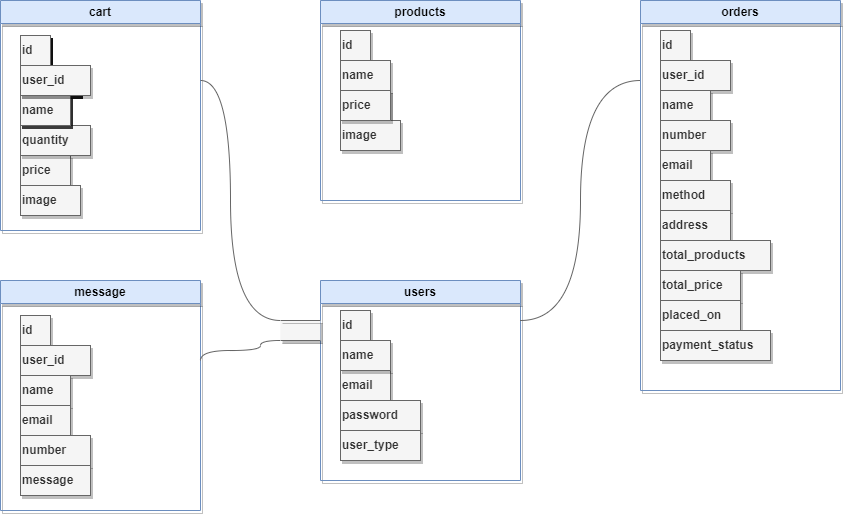 cart
id
user_id
name
quantity
price
image
products
id
name
price
image
orders
id
user_id
name
number
email
method
address
total_products
total_price
placed_on
payment_status
message
id
user_id
name
email
number
message
users
id
name
email
password
user_type